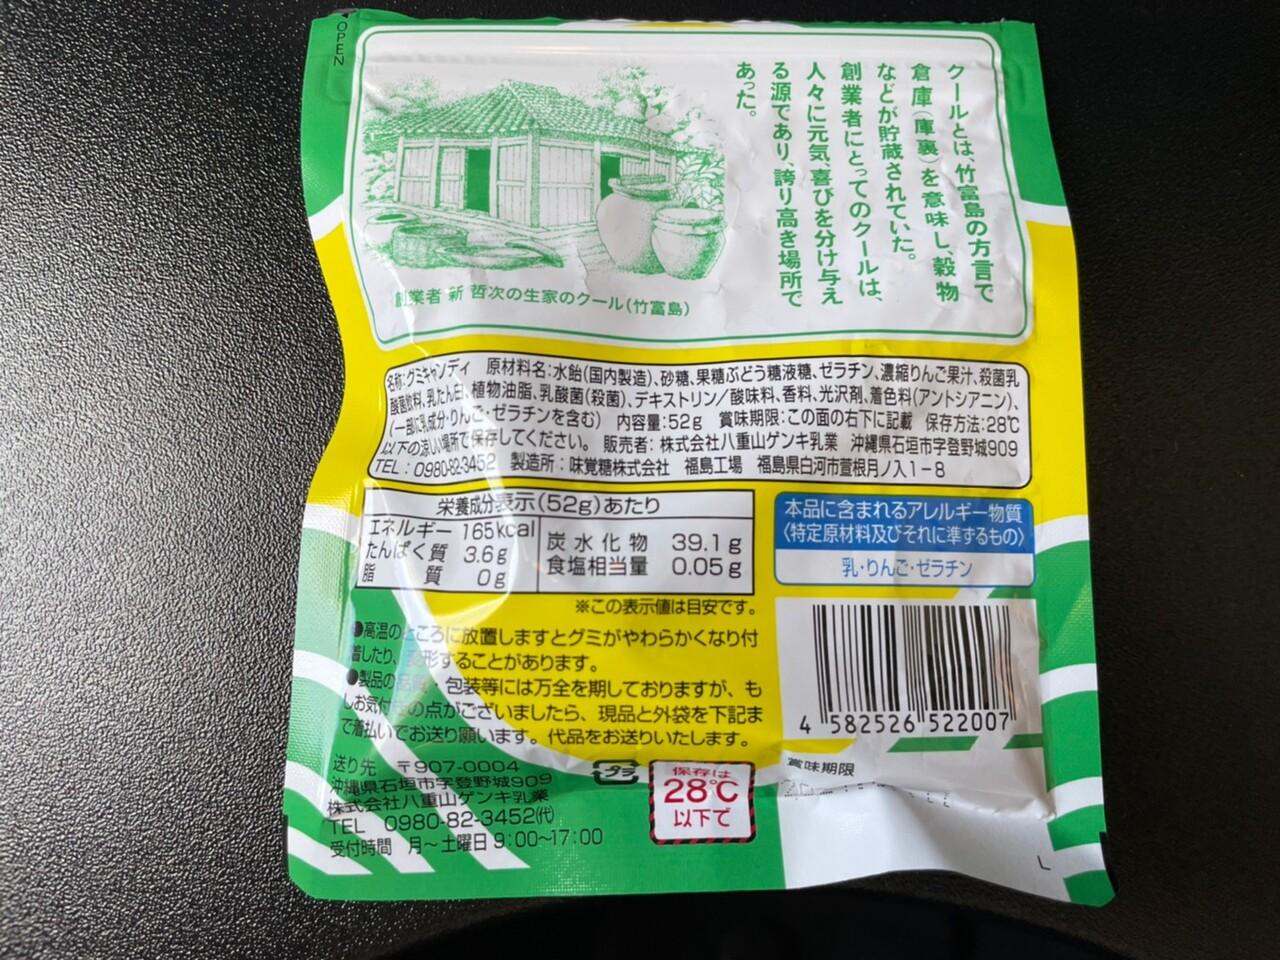 OPEN
クールとは、竹富島の方言で
倉庫(庫裏)を意味し、穀物
などが貯蔵されていた。
創業者にとってのクールは、
人々に元気、喜びを分け与え
る源であり、誇り高き場所で
あった。
創業者 新 哲次の生家のクール(竹富島)
名称:グミキャンディ 原材料名:水飴(国内製造)、砂糖、果糖ぶどう糖液糖、ゼラチン、濃縮りんご果汁、殺菌乳
酸菌飲料、乳たん白、植物油脂、乳酸菌(殺菌)、デキストリン/酸味料、香料、光沢剤、着色料(アントシアニン)、
(一部に乳成分・りんご・ゼラチンを含む) 内容量:52g 賞味期限:この面の右下に記載 保存方法:28℃
以下の涼しい場所で保存してください。 販売者:株式会社八重山ゲンキ乳業 沖縄県石垣市字登野城909
TEL:0980-82-3452 製造所:味覚糖株式会社 福島工場 福島県白河市萱根月ノ入1-8
栄養成分表示(52g)あたり
エネルギー 165kcal
たんぱく質 3.6g
脂質 0g
炭水化物 39.1g
食塩相当量 0.05g
※この表示値は目安です。
本品に含まれるアレルギー物質
〈特定原材料及びそれに準ずるもの〉
乳・りんご・ゼラチン
●高温のところに放置しますとグミがやわらかくなり付
着したり、変形することがあります。
●製品の品質・包装等には万全を期しておりますが、も
しお気付きの点がございましたら、現品と外袋を下記ま
で着払いでお送り願います。代品をお送りいたします。
4 582526 522007
送り先 〒907-0004
沖縄県石垣市字登野城909
株式会社八重山ゲンキ乳業
TEL 0980-82-3452(代)
受付時間 月〜土曜日 9:00〜17:00
プラ
保存は
28℃
以下で
賞味期限
L